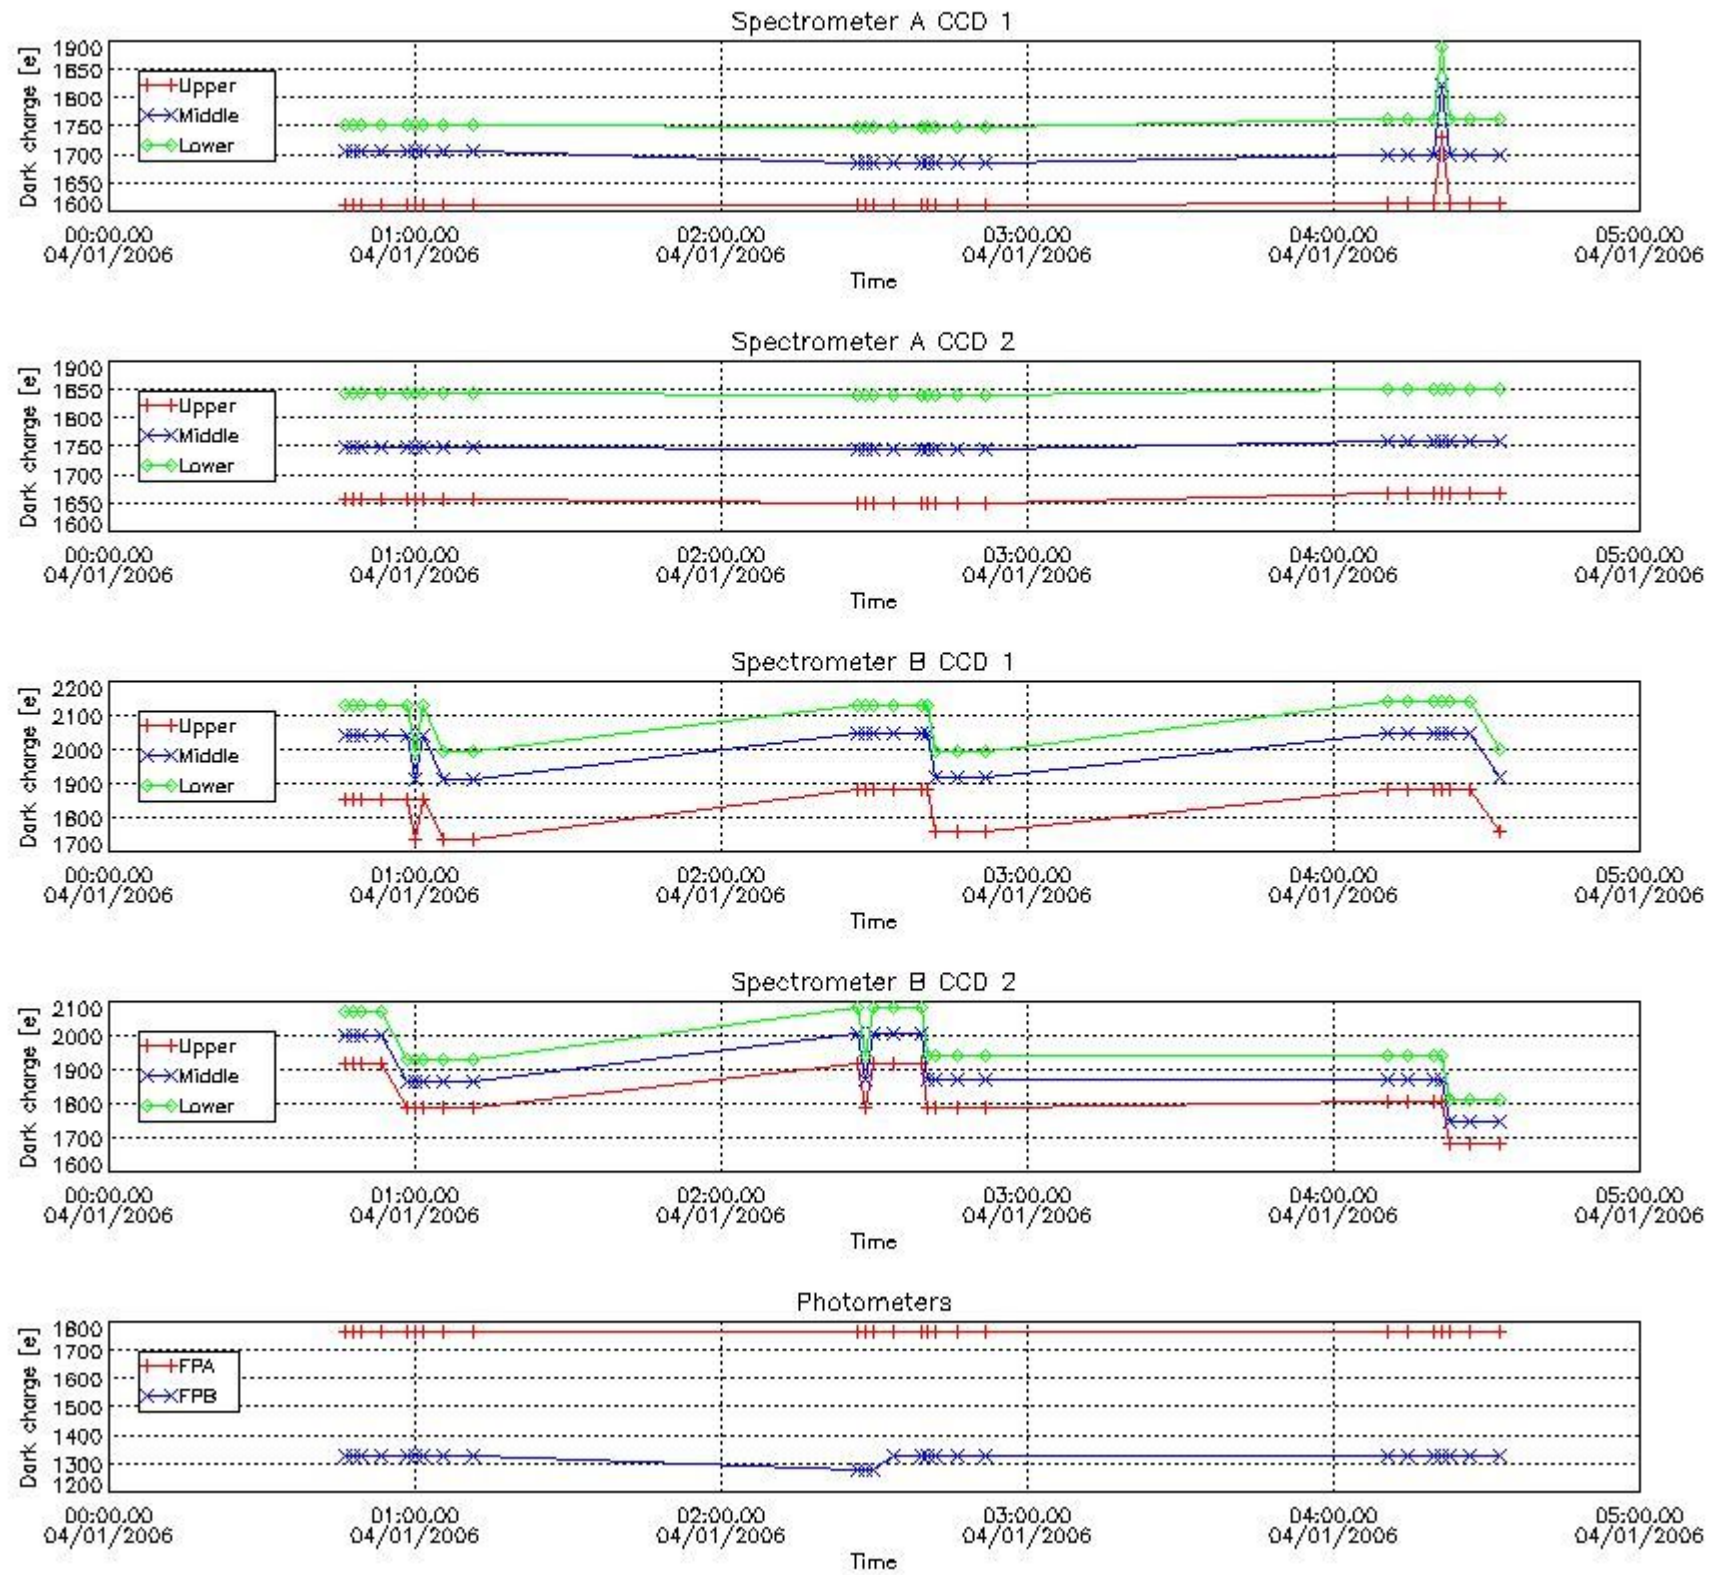 Spectrometer A CCD 1
Dark charge [e]
1900
1850
1800
1750
1700
1650
1600
Upper
Middle
Lower
00:00.00 01:00.00 02:00.00 03:00.00 04:00.00 05:00.00
04/01/2006 04/01/2006 04/01/2006 04/01/2006 04/01/2006 04/01/2006
Time
Spectrometer A CCD 2
Dark charge [e]
1900
1850
1800
1750
1700
1650
1600
Upper
Middle
Lower
00:00.00 01:00.00 02:00.00 03:00.00 04:00.00 05:00.00
04/01/2006 04/01/2006 04/01/2006 04/01/2006 04/01/2006 04/01/2006
Time
Spectrometer B CCD 1
Dark charge [e]
2200
2100
2000
1900
1800
1700
Upper
Middle
Lower
00:00.00 01:00.00 02:00.00 03:00.00 04:00.00 05:00.00
04/01/2006 04/01/2006 04/01/2006 04/01/2006 04/01/2006 04/01/2006
Time
Spectrometer B CCD 2
Dark charge [e]
2100
2000
1900
1800
1700
1600
Upper
Middle
Lower
00:00.00 01:00.00 02:00.00 03:00.00 04:00.00 05:00.00
04/01/2006 04/01/2006 04/01/2006 04/01/2006 04/01/2006 04/01/2006
Time
Photometers
Dark charge [e]
1800
1700
1600
1500
1400
1300
1200
FPA
FPB
00:00.00 01:00.00 02:00.00 03:00.00 04:00.00 05:00.00
04/01/2006 04/01/2006 04/01/2006 04/01/2006 04/01/2006 04/01/2006
Time